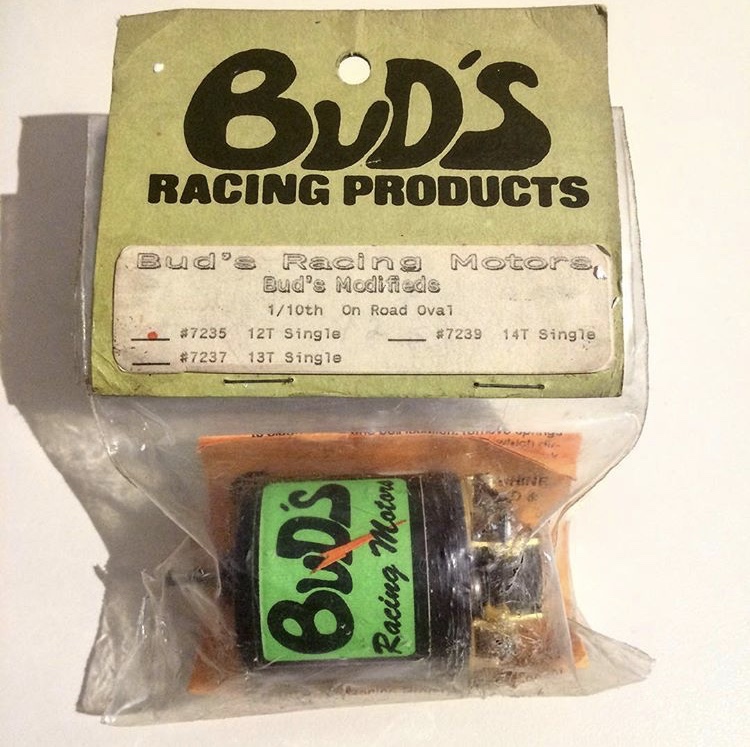 BUD'S
RACING PRODUCTS
Bud's Racing Motors
Bud's Modifieds
1/10th On Road Oval
#7235 12T Single #7239 14T Single
#7237 13T Single
BUD'S
Racing Motors